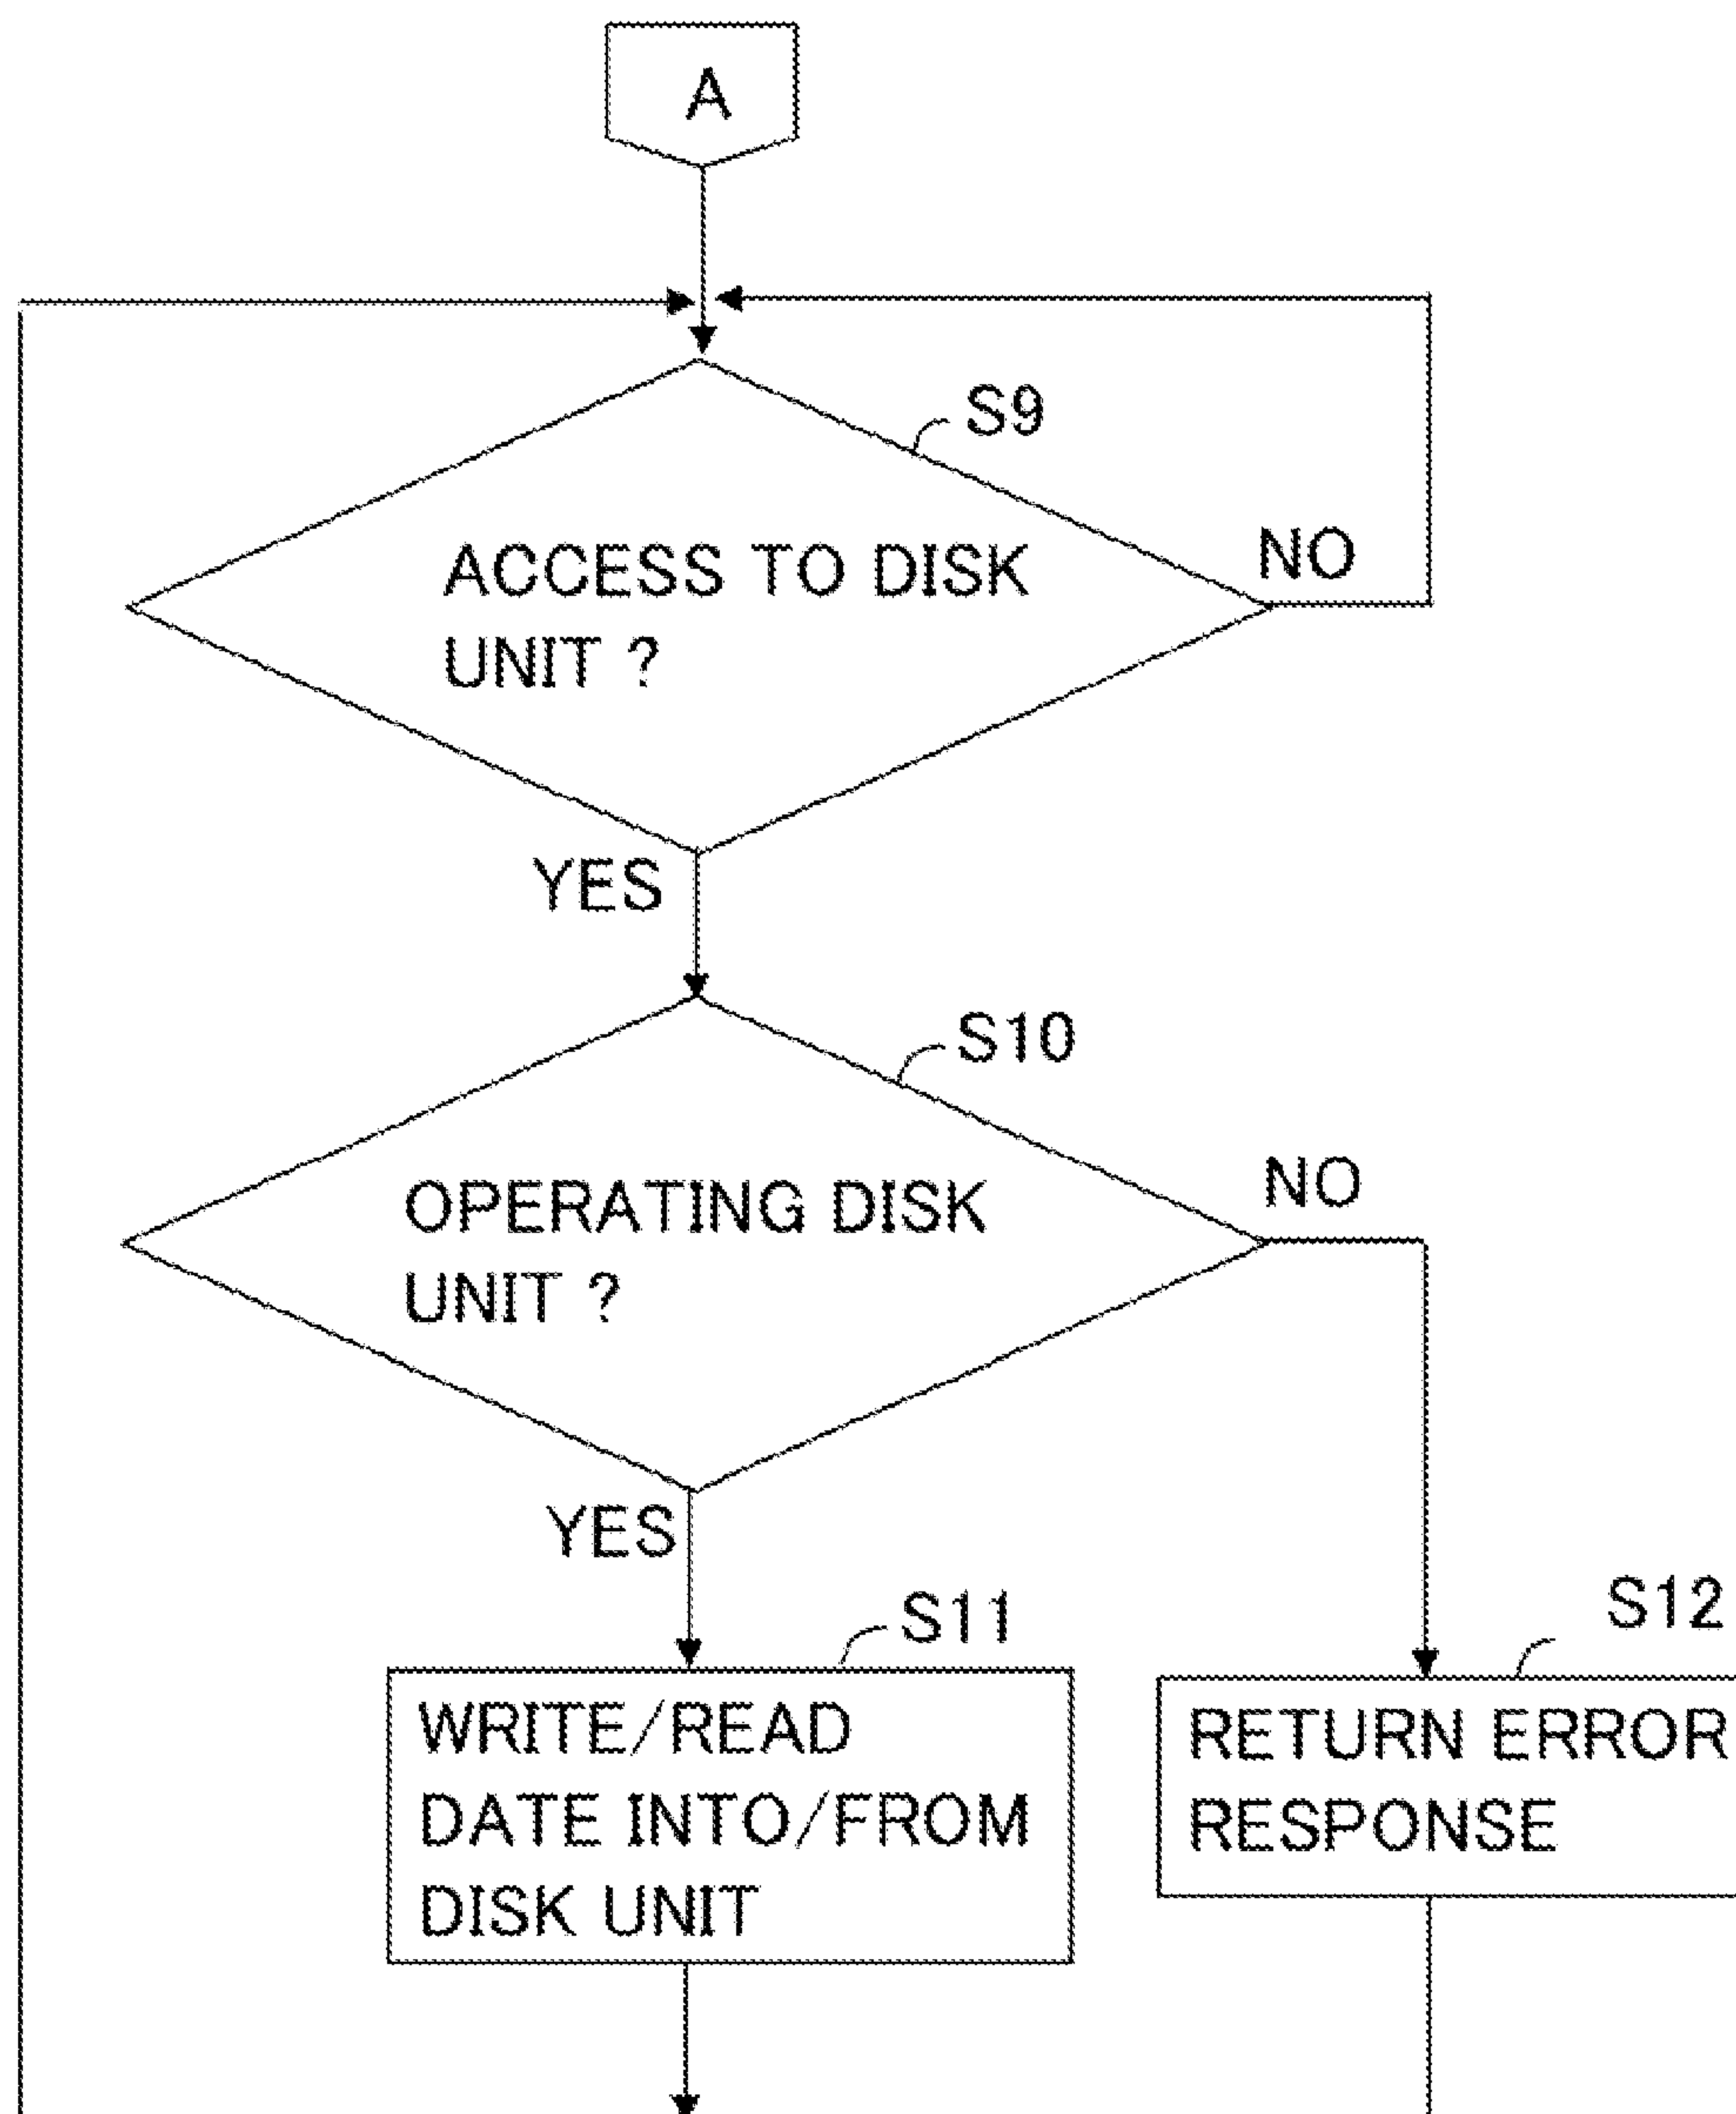 A
S9
ACCESS TO DISK
UNIT ?
NO
YES
S10
OPERATING DISK
UNIT ?
NO
YES
S11
WRITE/READ
DATE INTO/FROM
DISK UNIT
S12
RETURN ERROR
RESPONSE